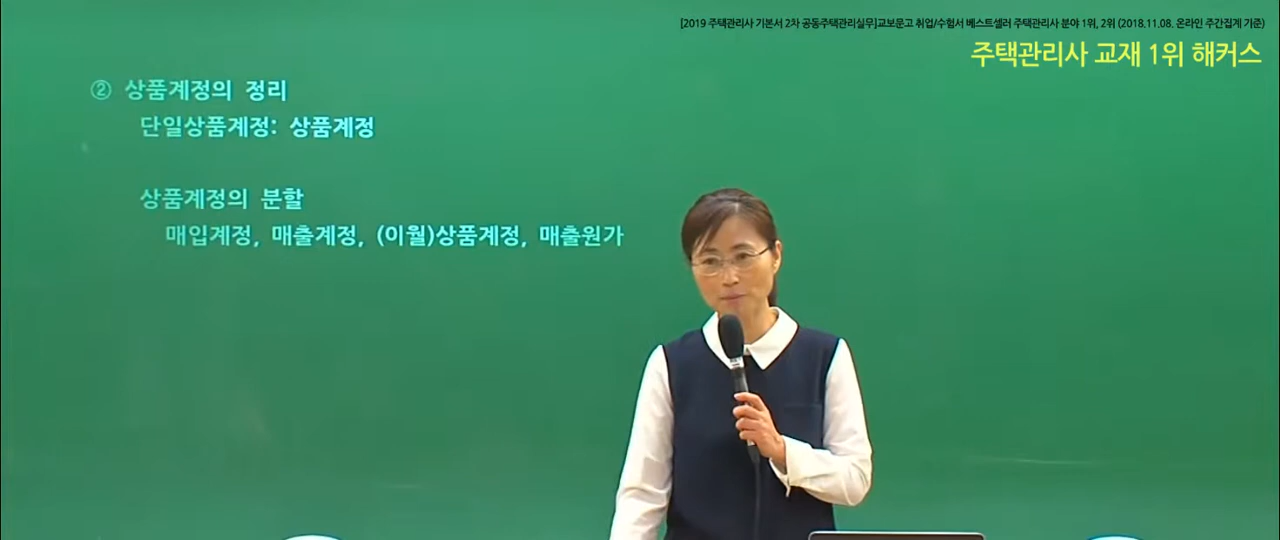 [2019 주택관리사 기본서 2차 공동주택관리실무]교보문고 취업/수험서 베스트셀러 주택관리사 분야 1위, 2위 (2018.11.08. 온라인 주간집계 기준)
주택관리사 교재 1위 해커스
② 상품계정의 정리
단일상품계정: 상품계정
상품계정의 분할
매입계정, 매출계정, (이월)상품계정, 매출원가